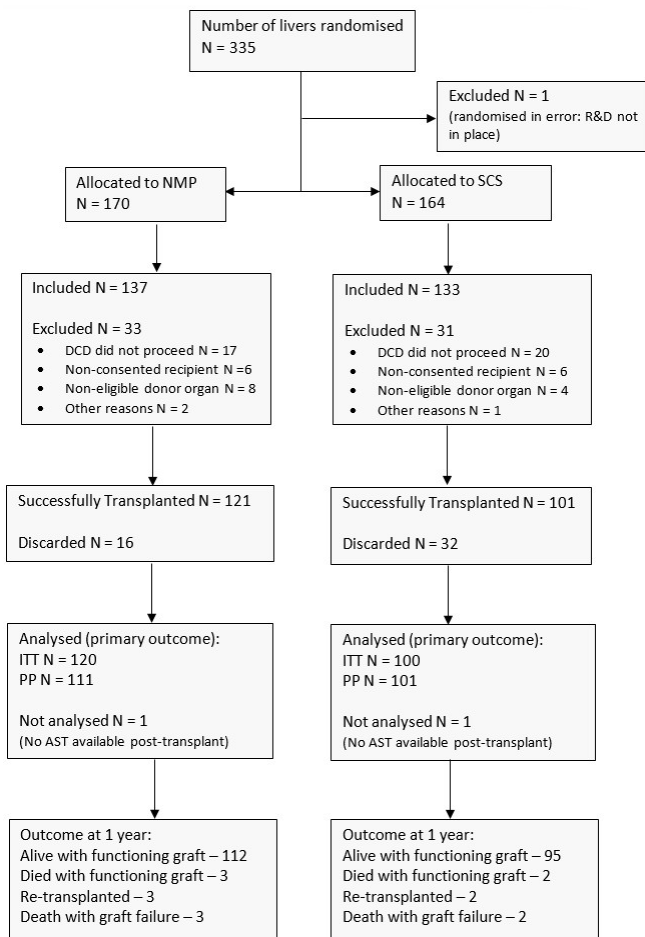 Number of livers randomised
N = 335
Excluded N = 1
(randomised in error: R&D not
in place)
Allocated to NMP
N = 170
Allocated to SCS
N = 164
Included N = 137
Excluded N = 33
• DCD did not proceed N = 17
• Non-consented recipient N =6
• Non-eligible donor organ N = 8
• Other reasons N = 2
Included N = 133
Excluded N = 31
• DCD did not proceed N = 20
• Non-consented recipient N = 6
• Non-eligible donor organ N = 4
• Other reasons N = 1
Successfully Transplanted N = 121
Discarded N = 16
Successfully Transplanted N = 101
Discarded N = 32
Analysed (primary outcome):
ITT N = 120
PP N = 111
Not analysed N = 1
(No AST available post-transplant)
Analysed (primary outcome):
ITT N = 100
PP N = 101
Not analysed N = 1
(No AST available post-transplant)
Outcome at 1 year:
Alive with functioning graft – 112
Died with functioning graft – 3
Re-transplanted – 3
Death with graft failure – 3
Outcome at 1 year:
Alive with functioning graft – 95
Died with functioning graft – 2
Re-transplanted – 2
Death with graft failure – 2